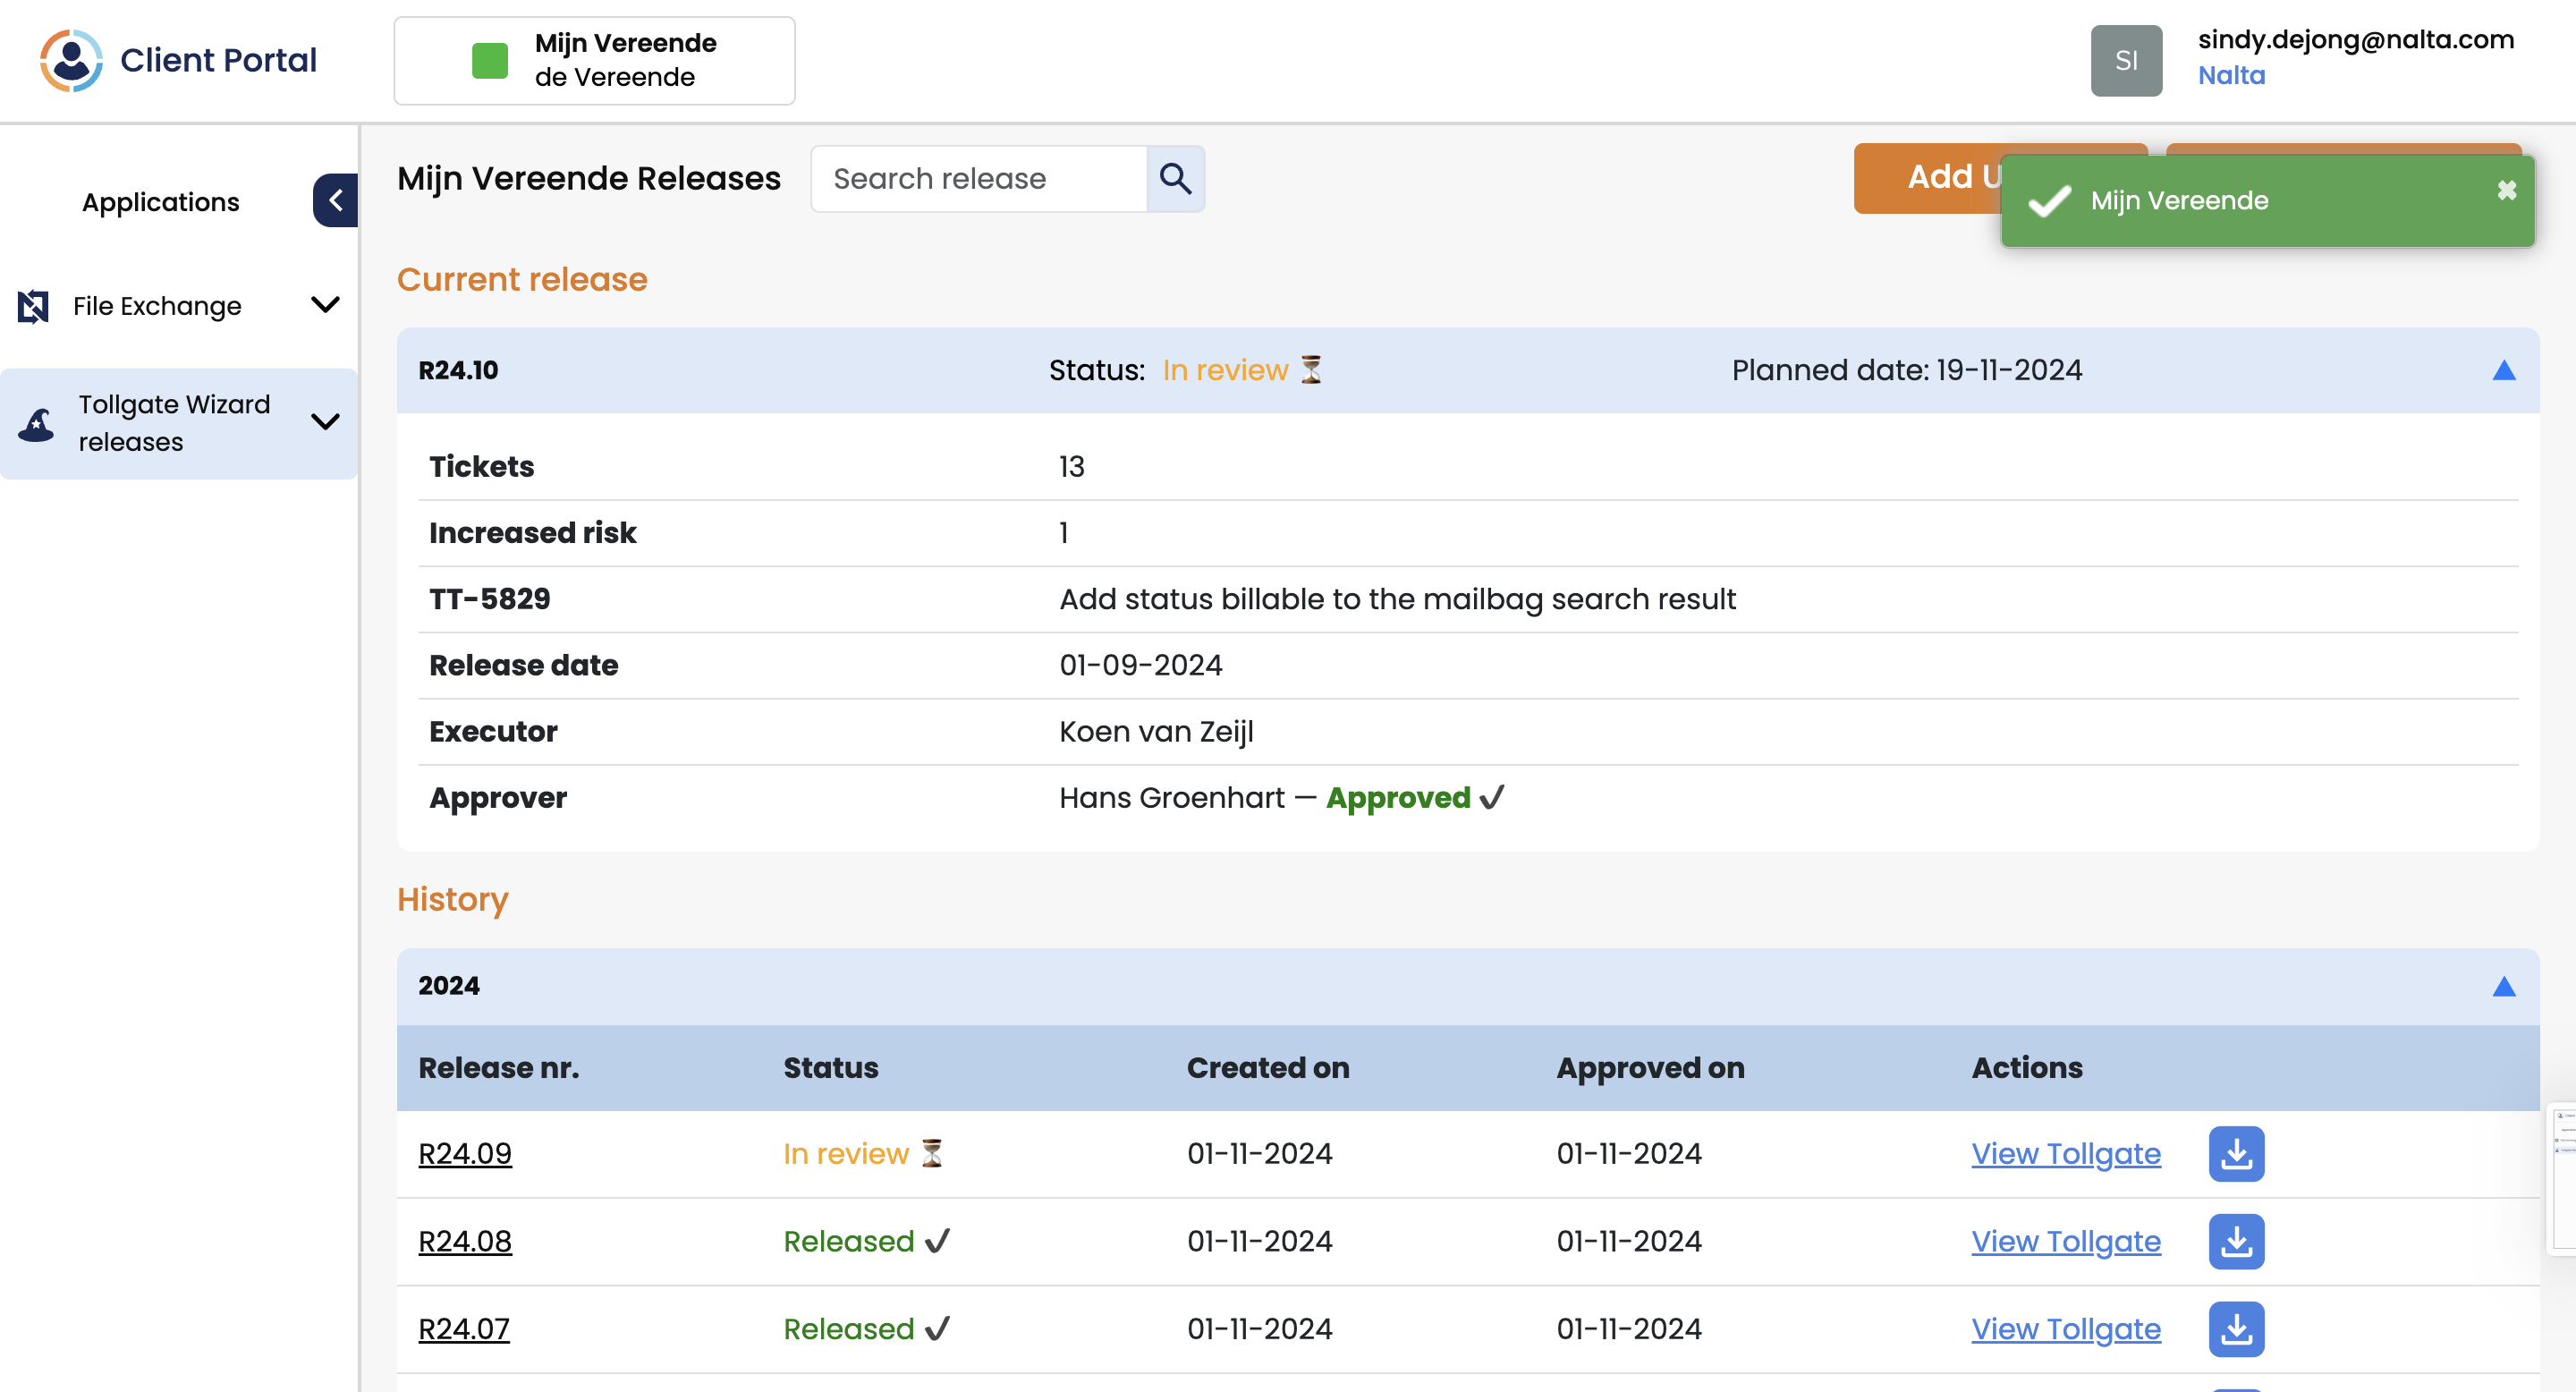 Client Portal
Mijn Vereende
de Vereende
SI
sindy.dejong@nalta.com
Nalta
Applications
File Exchange
Tollgate Wizard
releases
Mijn Vereende Releases
Search release
Add U
Mijn Vereende
Current release
R24.10 Status: In review Planned date: 19-11-2024
Tickets 13
Increased risk 1
TT-5829 Add status billable to the mailbag search result
Release date 01-09-2024
Executor Koen van Zeijl
Approver Hans Groenhart — Approved
History
2024
Release nr. Status Created on Approved on Actions
R24.09 In review 01-11-2024 01-11-2024 View Tollgate
R24.08 Released 01-11-2024 01-11-2024 View Tollgate
R24.07 Released 01-11-2024 01-11-2024 View Tollgate